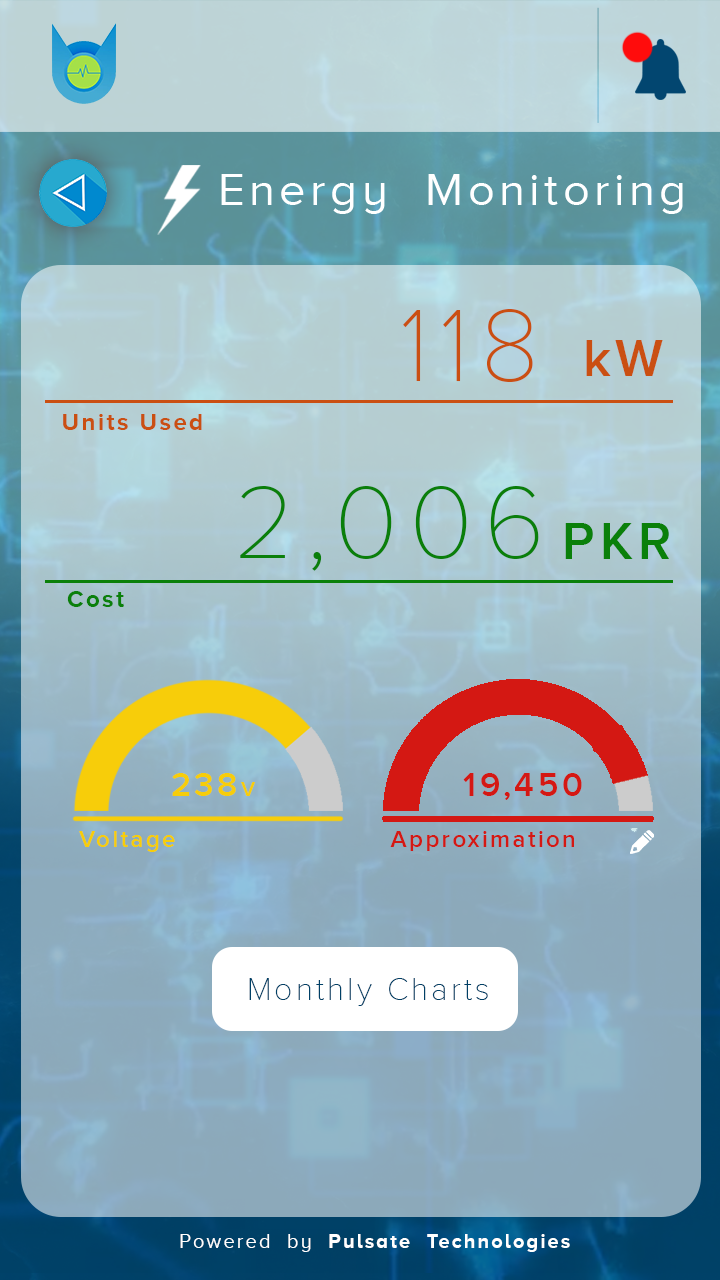 Energy Monitoring
118 kW
Units Used
2,006 PKR
Cost
238v
19,450
Voltage
Approximation
Monthly Charts
Powered by Pulsate Technologies